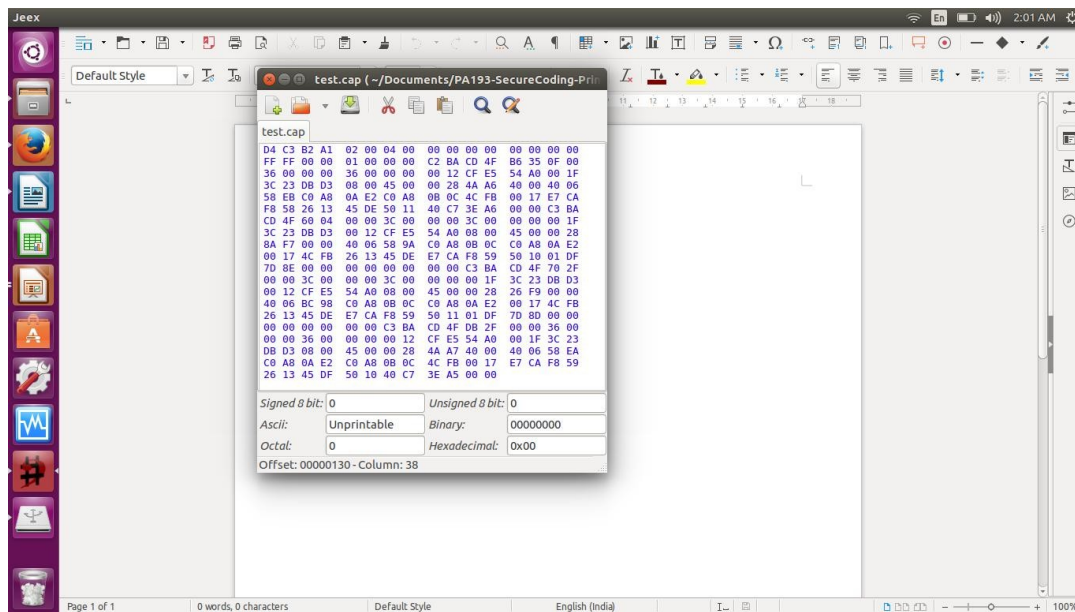 Jeex
En
2:01 AM
Default Style
test.cap ( ~/Documents/PA193-SecureCoding-Prin
11 12 13 14 15 16 17 18
test.cap
D4 C3 B2 A1 02 00 04 00 00 00 00 00 00 00 00 00
FF FF 00 00 01 00 00 00 C2 BA CD 4F B6 35 0F 00
36 00 00 00 36 00 00 00 00 12 CF E5 54 A0 00 1F
3C 23 DB D3 08 00 45 00 00 28 4A A6 40 00 40 06
58 EB C0 A8 0A E2 C0 A8 0B 0C 4C FB 00 17 E7 CA
F8 58 26 13 45 DE 50 11 40 C7 3E A6 00 00 C3 BA
CD 4F 60 04 00 00 3C 00 00 00 3C 00 00 00 00 1F
3C 23 DB D3 00 12 CF E5 54 A0 08 00 45 00 00 28
8A F7 00 00 40 06 58 9A C0 A8 0B 0C C0 A8 0A E2
00 17 4C FB 26 13 45 DE E7 CA F8 59 50 10 01 DF
7D 8E 00 00 00 00 00 00 00 00 C3 BA CD 4F 70 2F
00 00 3C 00 00 00 3C 00 00 00 00 1F 3C 23 DB D3
00 12 CF E5 54 A0 08 00 45 00 00 28 26 F9 00 00
40 06 BC 98 C0 A8 0B 0C C0 A8 0A E2 00 17 4C FB
26 13 45 DE E7 CA F8 59 50 11 01 DF 7D 8D 00 00
00 00 00 00 00 00 C3 BA CD 4F DB 2F 00 00 36 00
00 00 36 00 00 00 00 12 CF E5 54 A0 00 1F 3C 23
DB D3 08 00 45 00 00 28 4A A7 40 00 40 06 58 EA
C0 A8 0A E2 C0 A8 0B 0C 4C FB 00 17 E7 CA F8 59
26 13 45 DF 50 10 40 C7 3E A5 00 00
Signed 8 bit: 0 Unsigned 8 bit: 0
Ascii: Unprintable Binary: 00000000
Octal: 0 Hexadecimal: 0x00
Offset: 00000130 - Column: 38
Page 1 of 1 0 words, 0 characters Default Style English (India) 100%